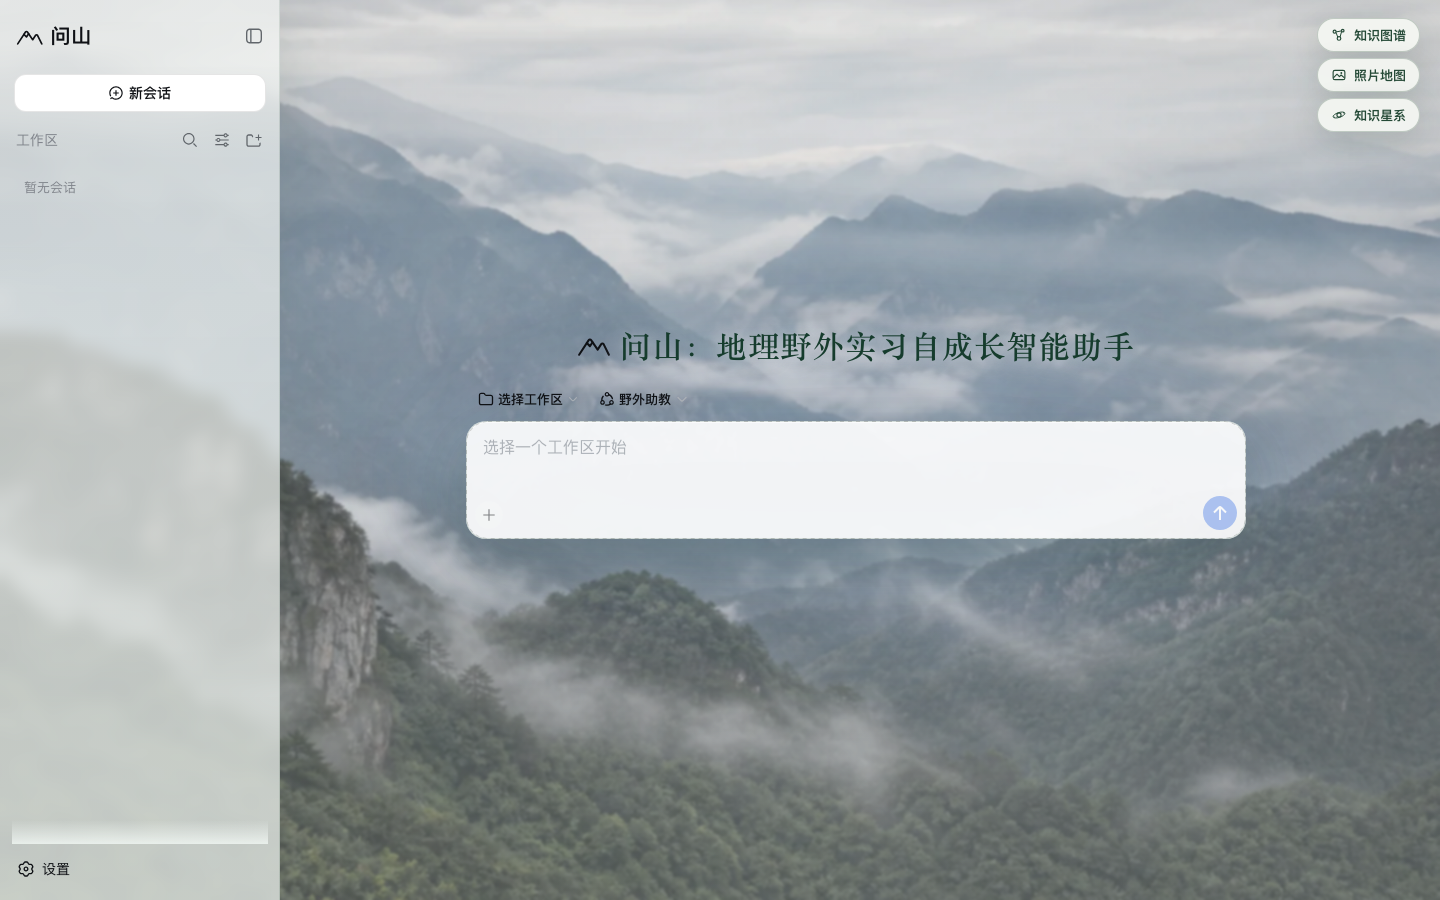 问山
新会话
工作区
暂无会话
设置
知识图谱
照片地图
知识星系
问山：地理野外实习自成长智能助手
选择工作区
野外助教
选择一个工作区开始